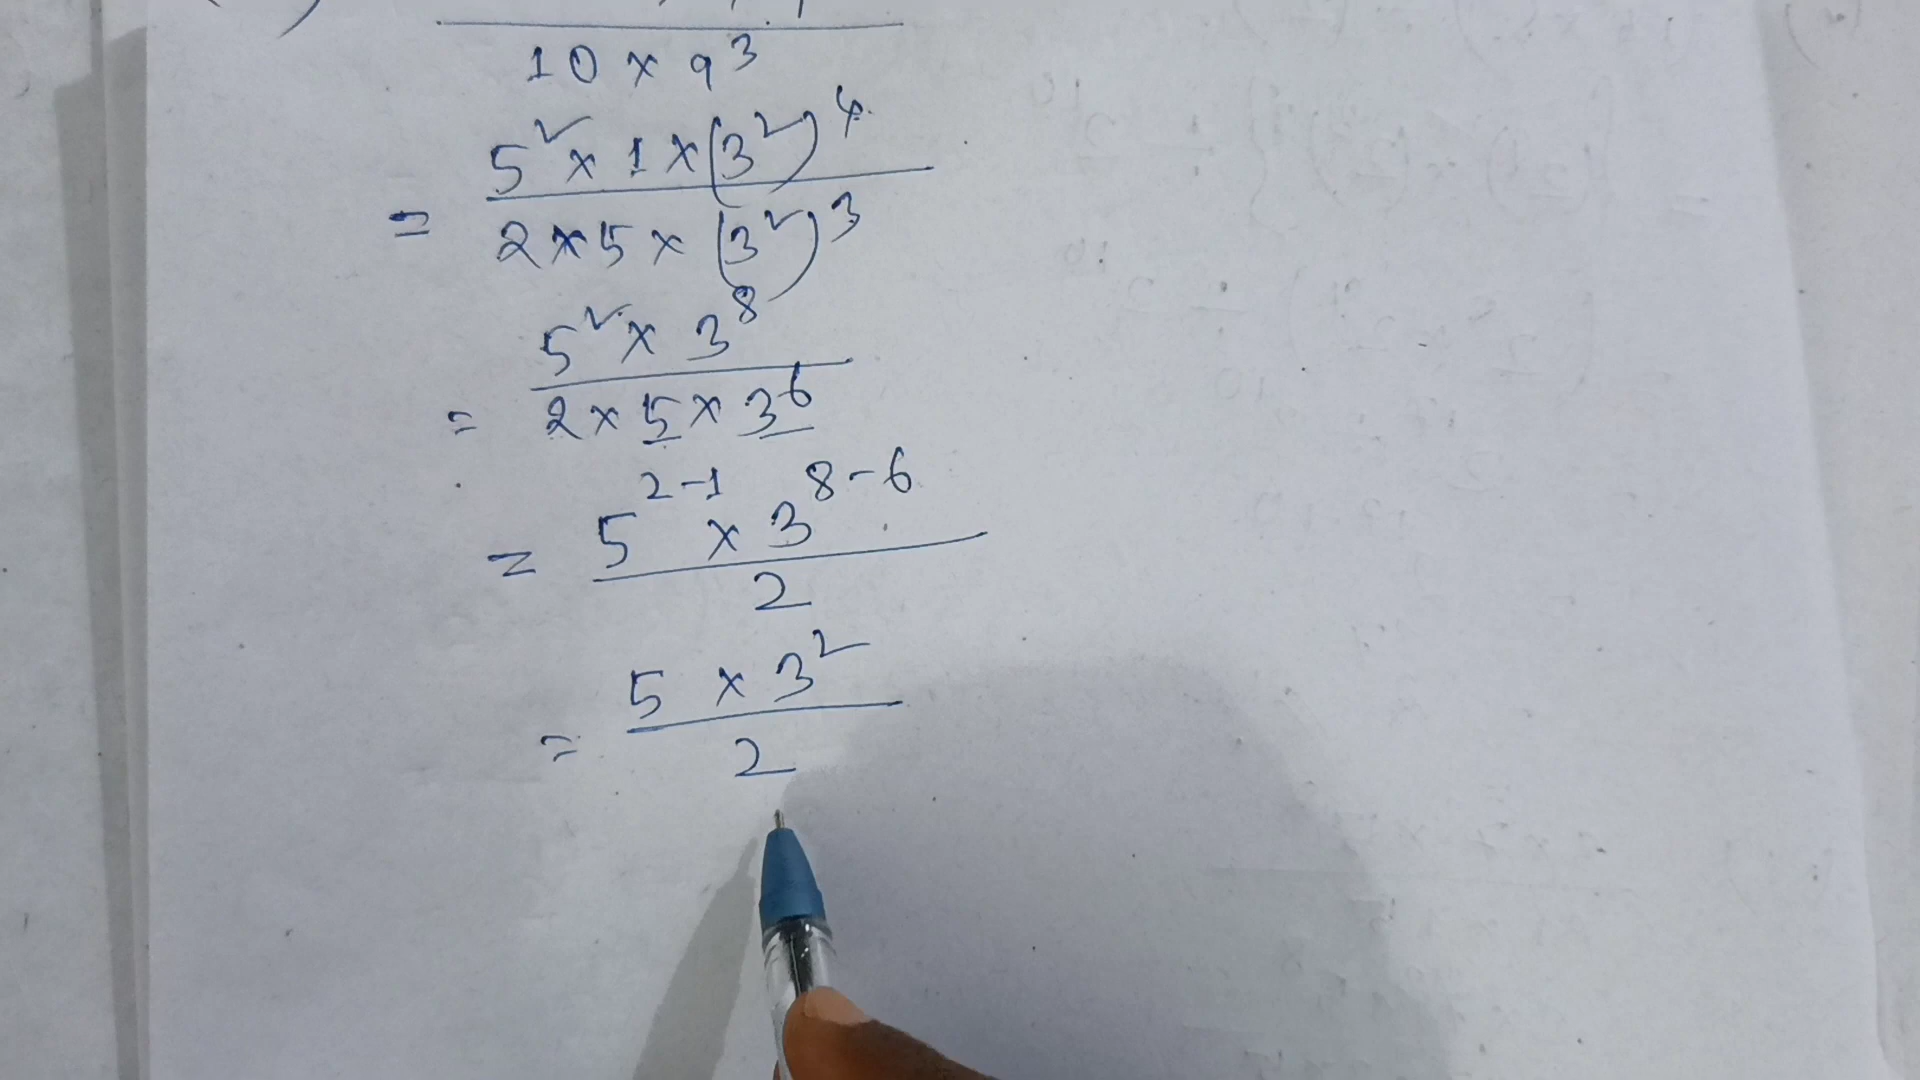 10 × 9³
= 5² × 1 × (3²)⁴ / 2 × 5 × (3²)³
= 5² × 3⁸ / 2 × 5 × 3⁶
= 5²⁻¹ × 3⁸⁻⁶ / 2
= 5 × 3² / 2